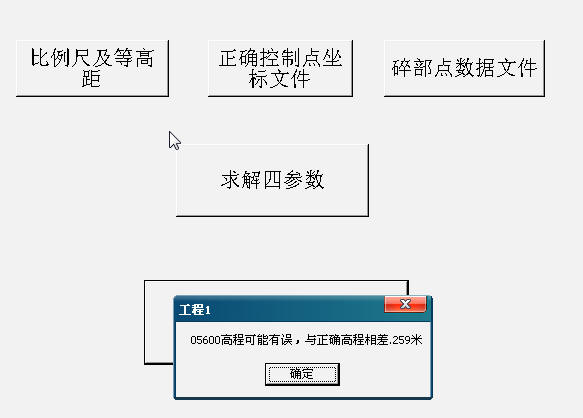 比例尺及等高
距
正确控制点坐
标文件
碎部点数据文件
求解四参数
工程1
05600高程可能有误，与正确高程相差.259米
确定